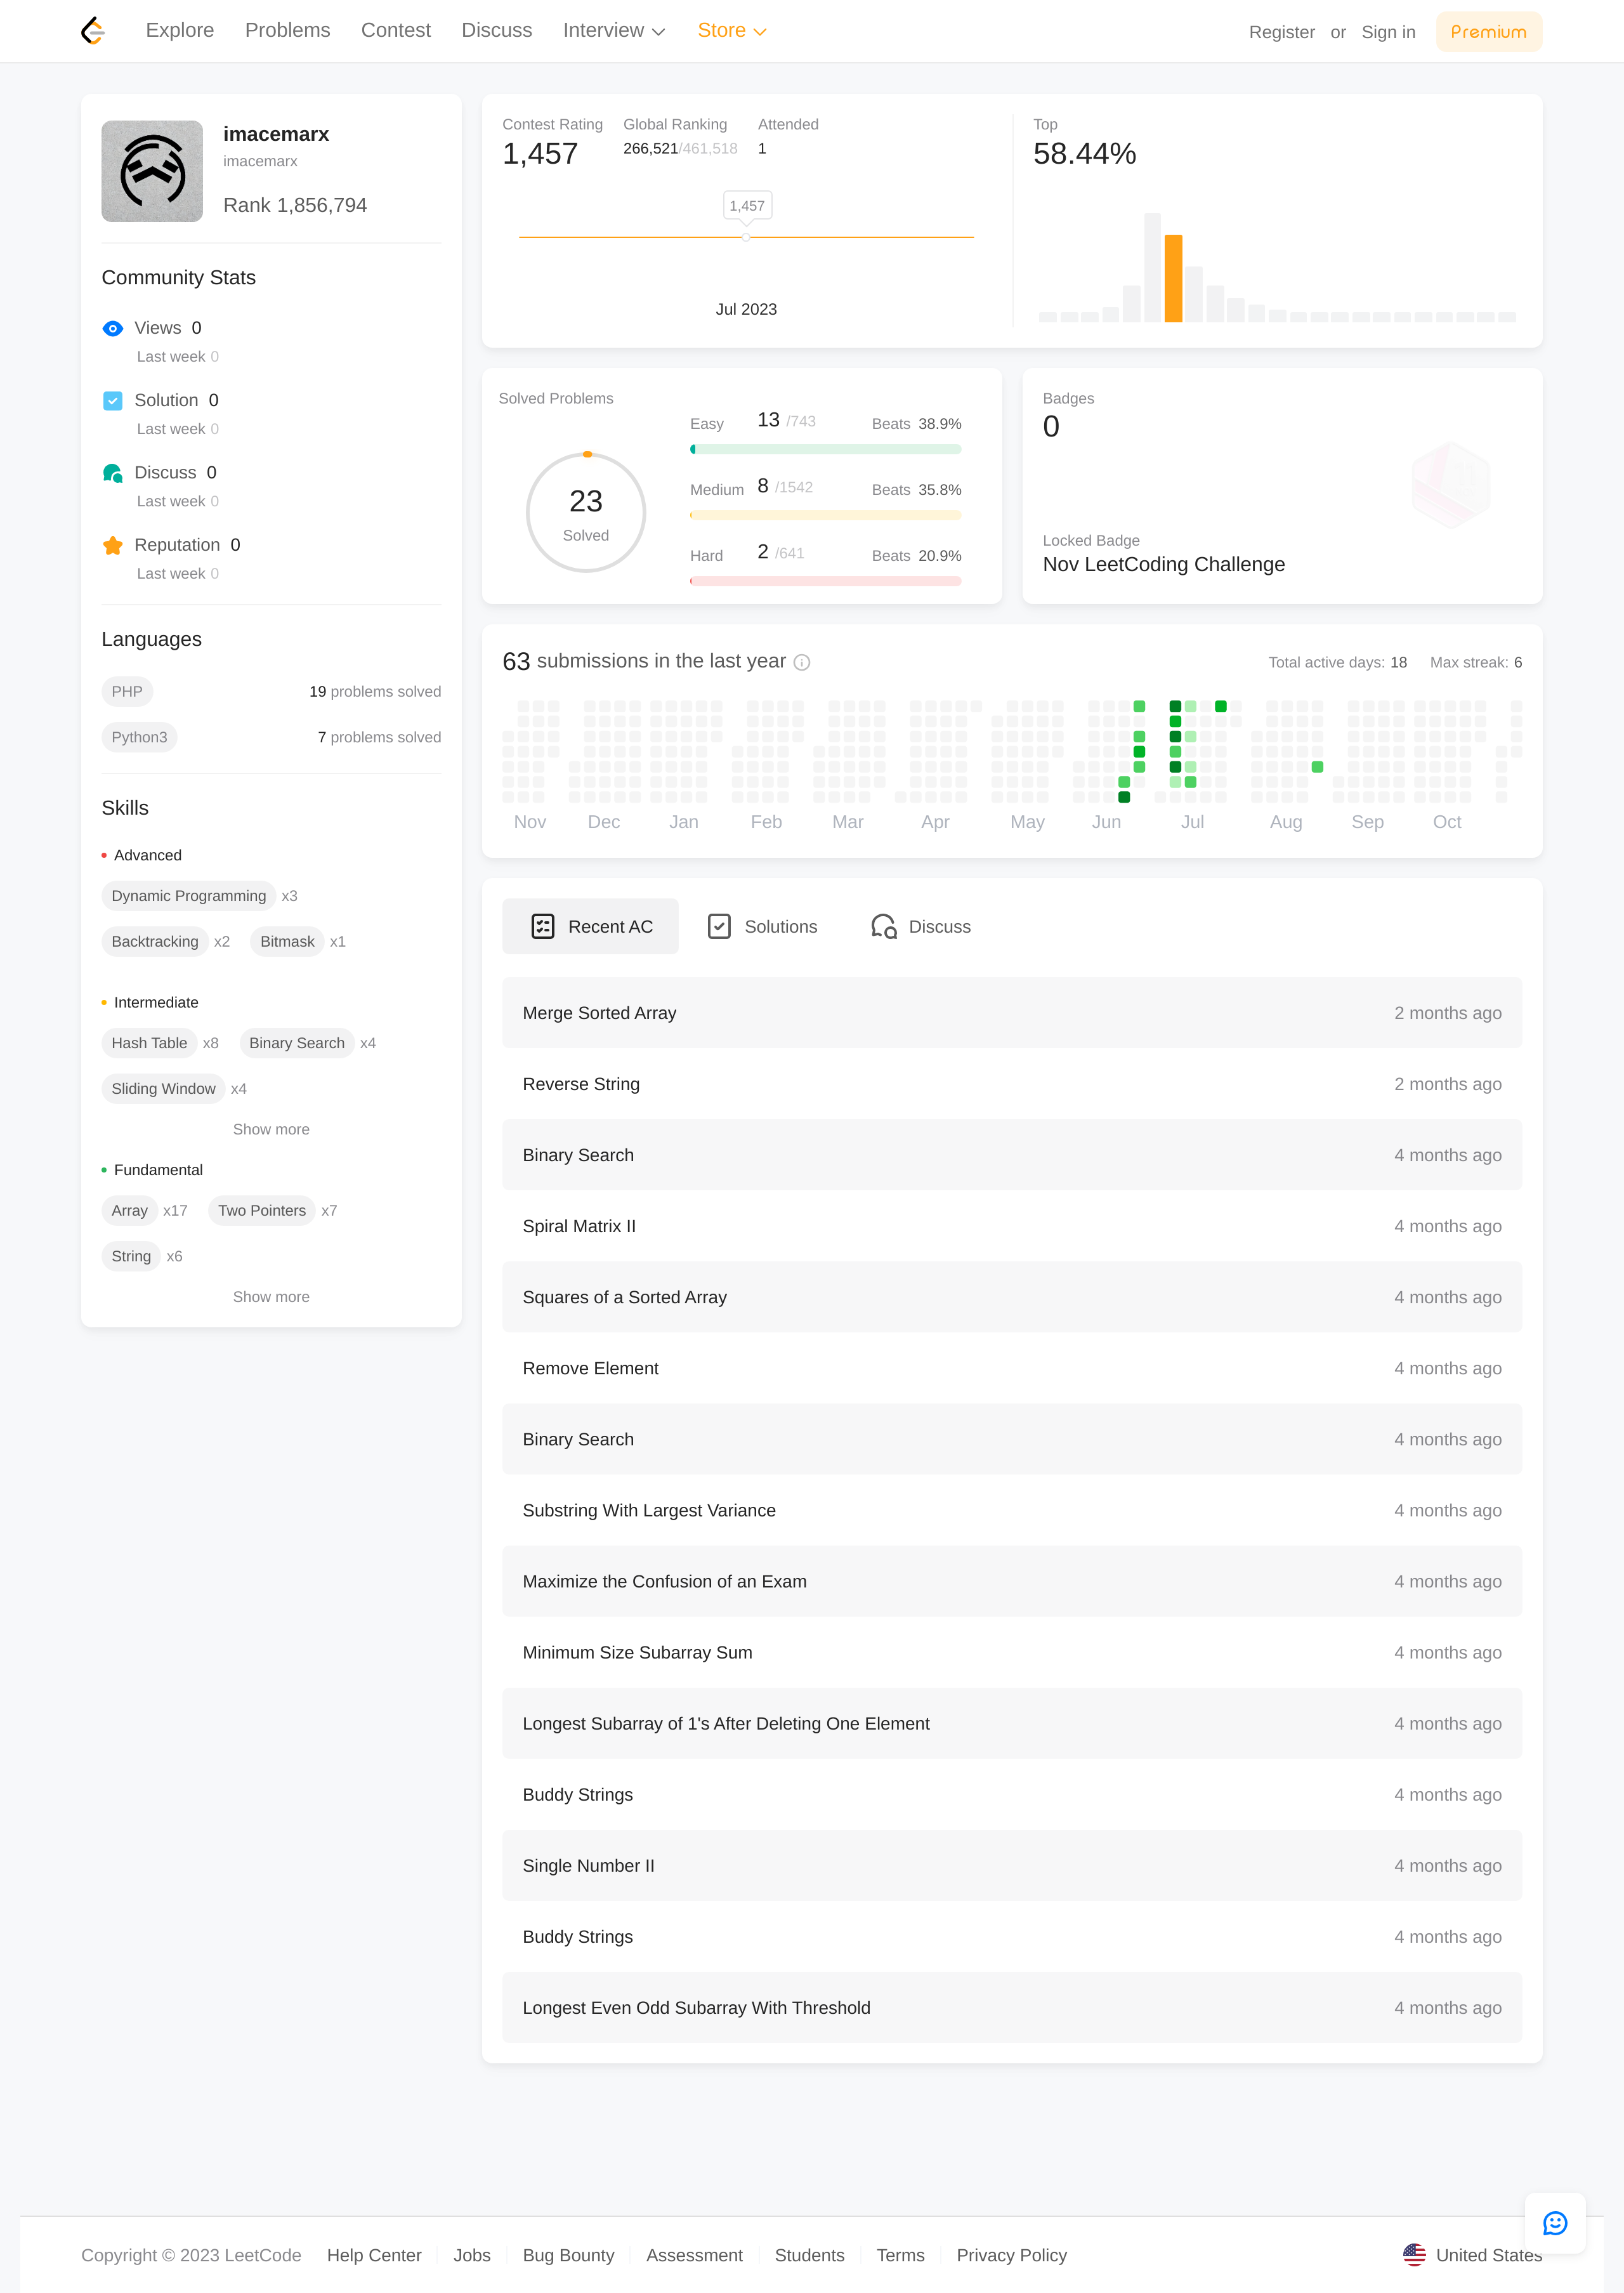 Explore Problems Contest Discuss Interview Store Register or Sign in Premium
imacemarx
imacemarx
Rank 1,856,794
Community Stats
Views 0
Last week 0
Solution 0
Last week 0
Discuss 0
Last week 0
Reputation 0
Last week 0
Languages
PHP 19 problems solved
Python3 7 problems solved
Skills
Advanced
Dynamic Programming x3
Backtracking x2 Bitmask x1
Intermediate
Hash Table x8 Binary Search x4
Sliding Window x4
Show more
Fundamental
Array x17 Two Pointers x7
String x6
Show more
Contest Rating Global Ranking Attended
1,457 266,521/461,518 1
1,457
Jul 2023
Top
58.44%
Solved Problems
23
Solved
Easy 13 /743 Beats 38.9%
Medium 8 /1542 Beats 35.8%
Hard 2 /641 Beats 20.9%
Badges
0
Locked Badge
Nov LeetCoding Challenge
63 submissions in the last year Total active days: 18 Max streak: 6
Nov Dec Jan Feb Mar Apr May Jun Jul Aug Sep Oct
Recent AC Solutions Discuss
Merge Sorted Array 2 months ago
Reverse String 2 months ago
Binary Search 4 months ago
Spiral Matrix II 4 months ago
Squares of a Sorted Array 4 months ago
Remove Element 4 months ago
Binary Search 4 months ago
Substring With Largest Variance 4 months ago
Maximize the Confusion of an Exam 4 months ago
Minimum Size Subarray Sum 4 months ago
Longest Subarray of 1's After Deleting One Element 4 months ago
Buddy Strings 4 months ago
Single Number II 4 months ago
Buddy Strings 4 months ago
Longest Even Odd Subarray With Threshold 4 months ago
Copyright © 2023 LeetCode Help Center Jobs Bug Bounty Assessment Students Terms Privacy Policy United States